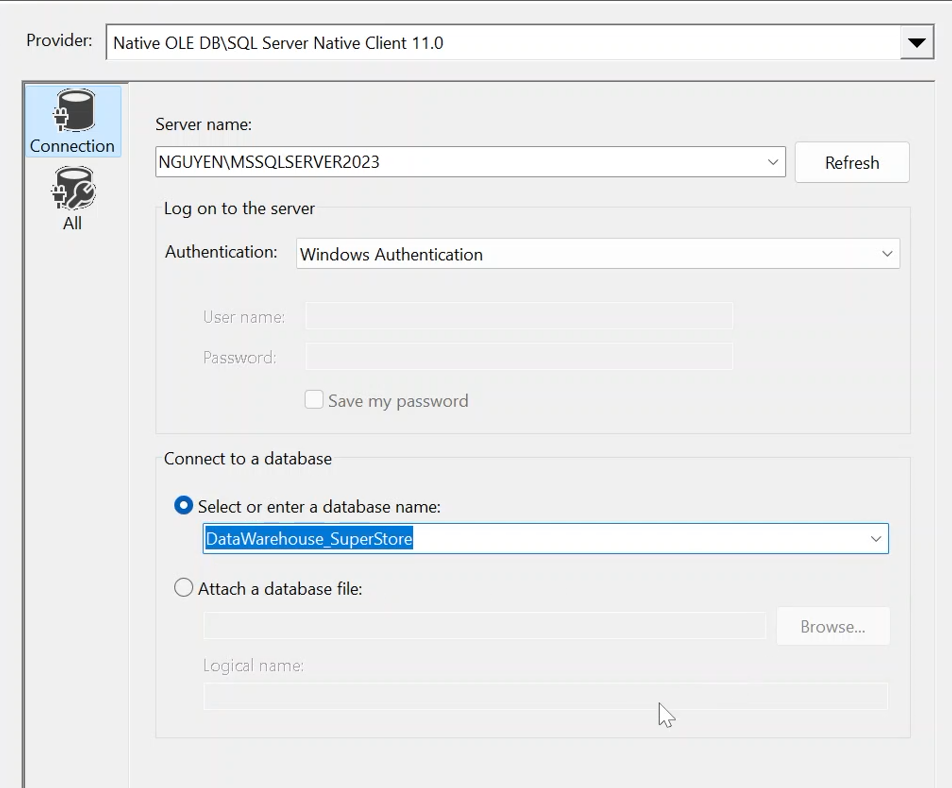 Provider: Native OLE DB\SQL Server Native Client 11.0
Connection
All
Server name:
NGUYEN\MSSQLSERVER2023 Refresh
Log on to the server
Authentication: Windows Authentication
User name:
Password:
Save my password
Connect to a database
Select or enter a database name:
DataWarehouse_SuperStore
Attach a database file:
Browse...
Logical name: